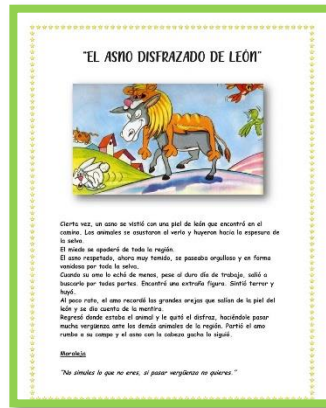 "EL ASNO DISFRAZADO DE LEÓN"
Cierta vez, un asno se vistió con una piel de león que encontró en el
camino. Los animales se asustaron al verlo y huyeron hacia la espesura de
la selva.
El miedo se apoderó de toda la región.
El asno respetado, ahora muy temido, se paseaba orgulloso y en forma
vanidosa por toda la selva.
Cuando su amo lo echó de menos, pese al duro día de trabajo, salió a
buscarlo por todas partes. Encontró una extraña figura. Sintió terror y
huyó.
Al poco rato, el amo recordó las grandes orejas que salían de la piel del
león y se dio cuenta de la mentira.
Regresó donde estaba el animal y le quitó el disfraz, haciéndole pasar
mucha vergüenza ante los demás animales de la región. Partió el amo
rumbo a su campo y el asno con la cabeza gacha lo siguió.
Moraleja
"No simules lo que no eres, si pasar vergüenza no quieres."